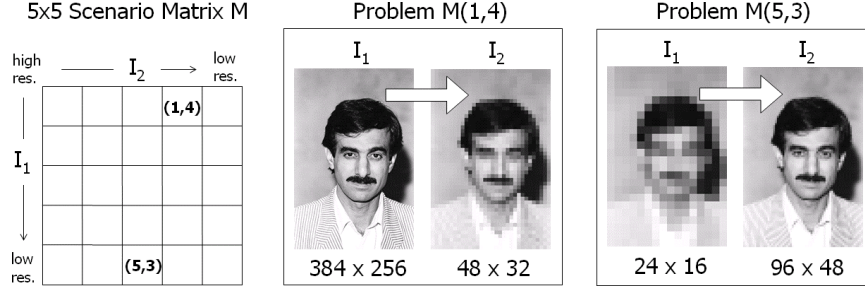 5x5 Scenario Matrix M
high res.
I2
low res.
(1,4)
I1
(5,3)
low res.
Problem M(1,4)
I1 I2
384 x 256 48 x 32
Problem M(5,3)
I1 I2
24 x 16 96 x 48